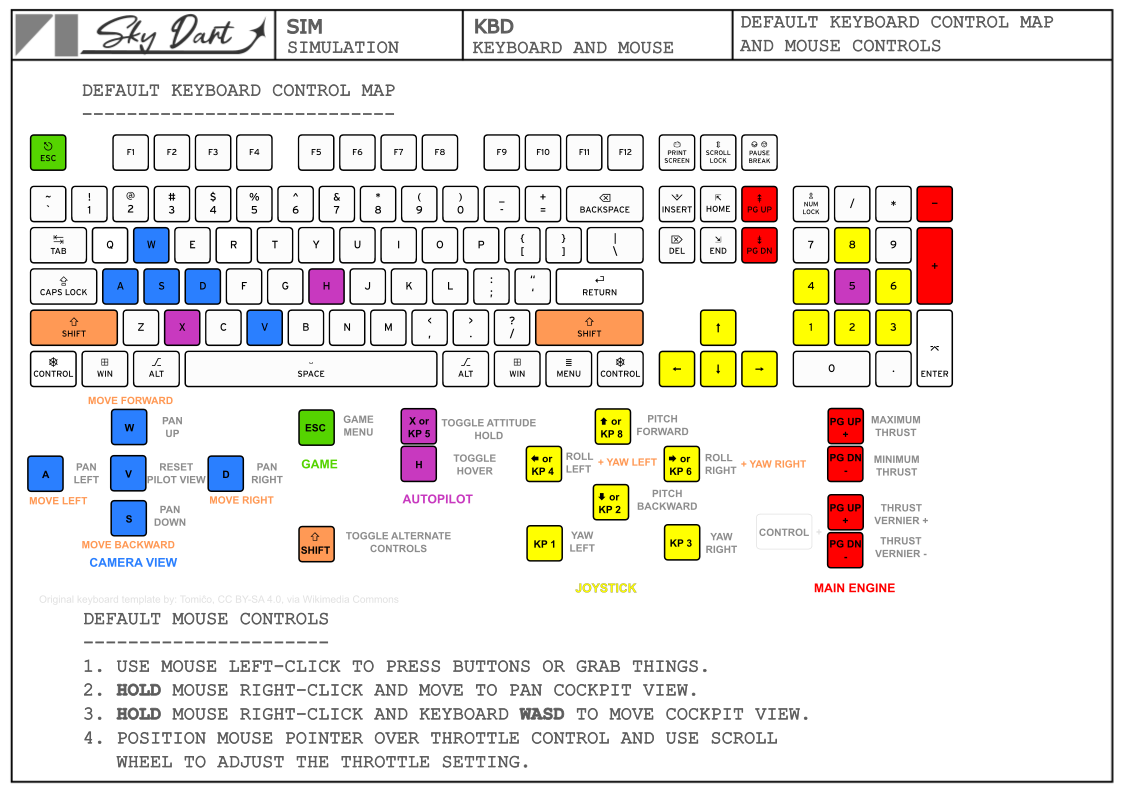 Sky Dart
SIM
SIMULATION
KBD
KEYBOARD AND MOUSE
DEFAULT KEYBOARD CONTROL MAP
AND MOUSE CONTROLS
DEFAULT KEYBOARD CONTROL MAP
----------------------------
ESC F1 F2 F3 F4 F5 F6 F7 F8 F9 F10 F11 F12 PRINT SCREEN SCROLL LOCK PAUSE BREAK
~ ` ! 1 @ 2 # 3 $ 4 % 5 ^ 6 & 7 * 8 ( 9 ) 0 _ - + = BACKSPACE INSERT HOME PG UP NUM LOCK / * -
TAB Q W E R T Y U I O P { [ } ] | \ DEL END PG DN 7 8 9 +
CAPS LOCK A S D F G H J K L : ; “ ‘ RETURN 4 5 6
SHIFT Z X C V B N M < , > . ? / SHIFT ↑ 1 2 3
CONTROL WIN ALT SPACE ALT WIN MENU CONTROL ← ↓ → 0 . ENTER
MOVE FORWARD
W PAN UP
A PAN LEFT
MOVE LEFT
V RESET PILOT VIEW
D PAN RIGHT
MOVE RIGHT
S PAN DOWN
MOVE BACKWARD
CAMERA VIEW
ESC GAME MENU
GAME
SHIFT TOGGLE ALTERNATE CONTROLS
X or KP 5 TOGGLE ATTITUDE HOLD
H TOGGLE HOVER
AUTOPILOT
↑ or KP 8 PITCH FORWARD
← or KP 4 ROLL LEFT + YAW LEFT
→ or KP 6 ROLL RIGHT + YAW RIGHT
↓ or KP 2 PITCH BACKWARD
KP 1 YAW LEFT
KP 3 YAW RIGHT
JOYSTICK
PG UP + MAXIMUM THRUST
PG DN - MINIMUM THRUST
CONTROL +
PG UP + THRUST VERNIER +
PG DN - THRUST VERNIER -
MAIN ENGINE
Original keyboard template by: Tomiĉo, CC BY-SA 4.0, via Wikimedia Commons
DEFAULT MOUSE CONTROLS
----------------------
1. USE MOUSE LEFT-CLICK TO PRESS BUTTONS OR GRAB THINGS.
2. HOLD MOUSE RIGHT-CLICK AND MOVE TO PAN COCKPIT VIEW.
3. HOLD MOUSE RIGHT-CLICK AND KEYBOARD WASD TO MOVE COCKPIT VIEW.
4. POSITION MOUSE POINTER OVER THROTTLE CONTROL AND USE SCROLL
WHEEL TO ADJUST THE THROTTLE SETTING.